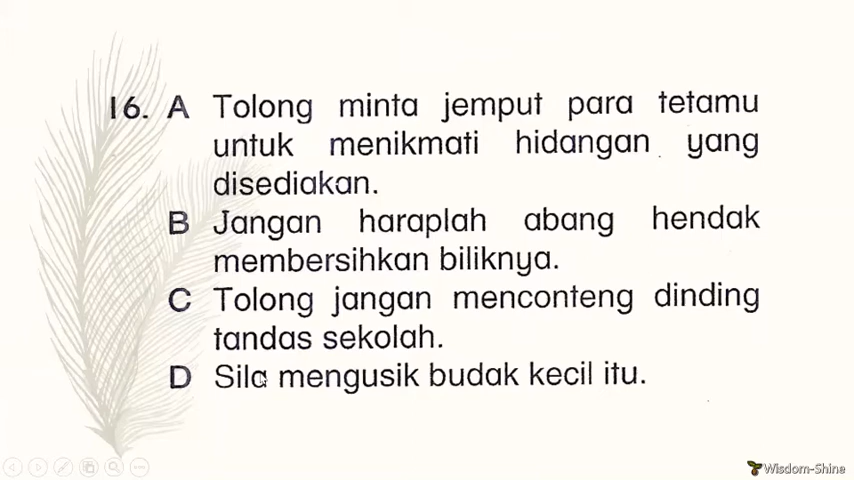 16. A Tolong minta jemput para tetamu
untuk menikmati hidangan yang
disediakan.
B Jangan haraplah abang hendak
membersihkan biliknya.
C Tolong jangan menconteng dinding
tandas sekolah.
D Sila mengusik budak kecil itu.
Wisdom-Shine